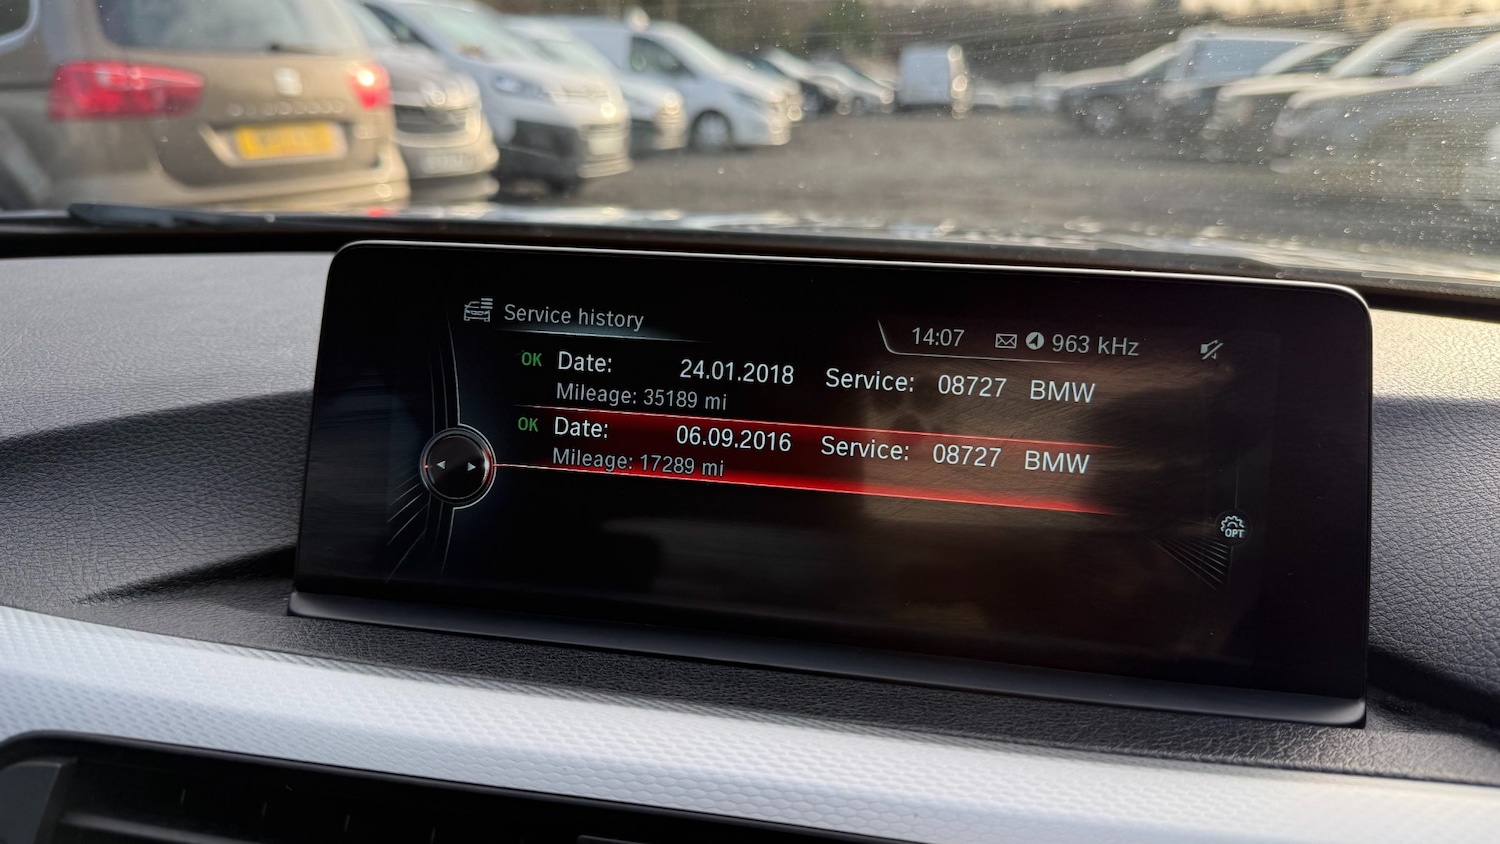 Service history
14:07 963 kHz
OK Date: 24.01.2018 Service: 08727 BMW
Mileage: 35189 mi
OK Date: 06.09.2016 Service: 08727 BMW
Mileage: 17289 mi
OPT